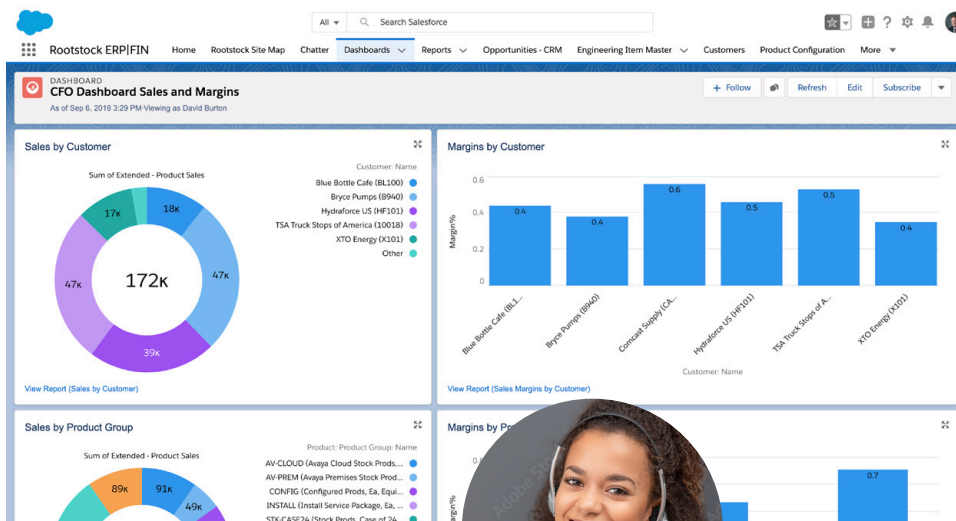 All
Search Salesforce
Rootstock ERP|FIN
Home
Rootstock Site Map
Chatter
Dashboards
Reports
Opportunities - CRM
Engineering Item Master
Customers
Product Configuration
More
DASHBOARD
CFO Dashboard Sales and Margins
As of Sep 6, 2019 3:29 PM·Viewing as David Burton
+ Follow
Refresh
Edit
Subscribe
Sales by Customer
Sum of Extended - Product Sales
Customer: Name
Blue Bottle Cafe (BL100)
Bryce Pumps (B940)
Hydraforce US (HF101)
TSA Truck Stops of America (10018)
XTO Energy (X101)
Other
17K
18K
47K
172K
47K
39K
View Report (Sales by Customer)
Margins by Customer
Margin%
0.6
0.4
0.2
0
0.4
0.4
0.6
0.5
0.5
0.4
Blue Bottle Cafe (BL1...
Bryce Pumps (B940)
Comcast Supply (CA...
Hydraforce US (HF101)
TSA Truck Stops of A...
XTO Energy (X101)
Customer: Name
View Report (Sales Margins by Customer)
Sales by Product Group
Sum of Extended - Product Sales
Product: Product Group: Name
AV-CLOUD (Avaya Cloud Stock Prods,...
AV-PREM (Avaya Premises Stock Prod...
CONFIG (Configured Prods, Ea, Equi...
INSTALL (Install Service Package, Ea, ...
STK-CASE24 (Stock Prods, Case of 24
89K
91K
49K
Margins by
0.7
Adobe